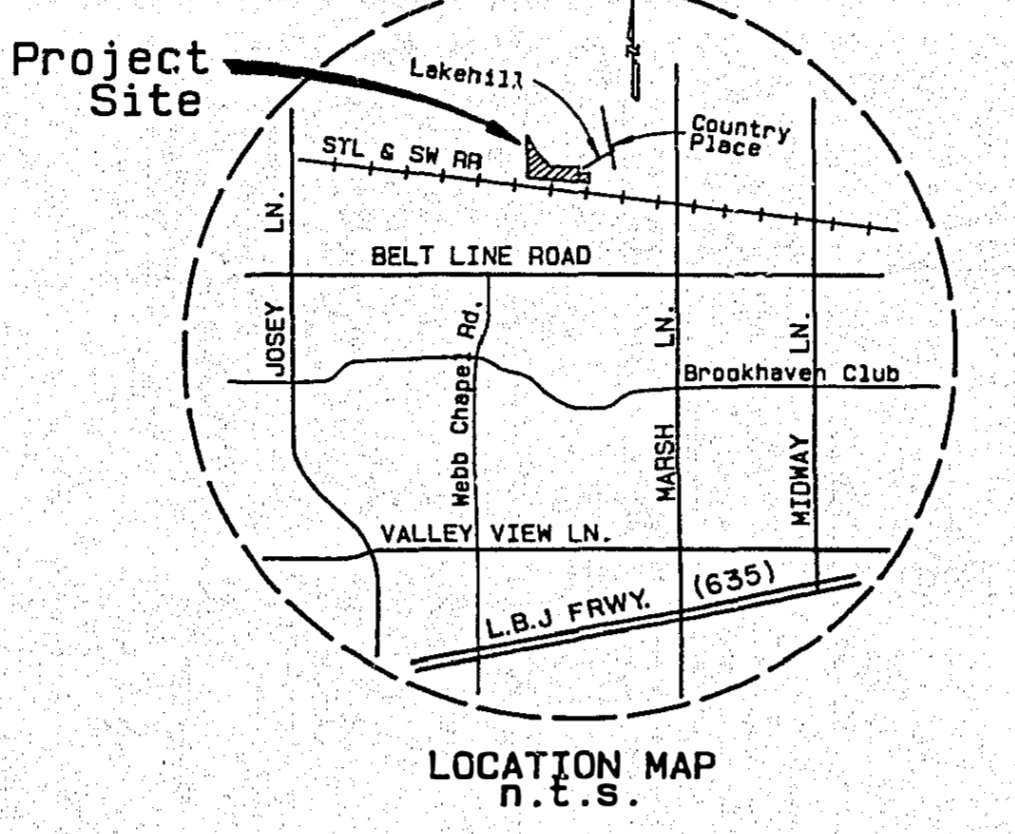 Project
Site
Lakehill
Country
Place
STL & SW RR
BELT LINE ROAD
JOSEY LN.
Webb Chapel Rd.
MARSH LN.
MIDWAY LN.
Brookhaven Club
VALLEY VIEW LN.
L.B.J FRWY. (635)
N
LOCATION MAP
n.t.s.